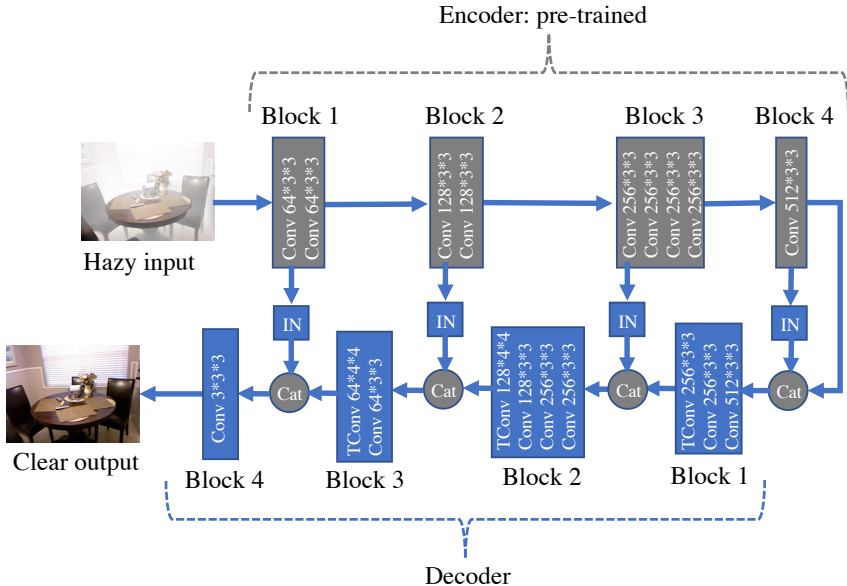 Encoder: pre-trained
Block 1
Block 2
Block 3
Block 4
Conv 64*3*3
Conv 64*3*3
Conv 128*3*3
Conv 128*3*3
Conv 256*3*3
Conv 256*3*3
Conv 256*3*3
Conv 256*3*3
Conv 512*3*3
Hazy input
IN
IN
IN
IN
Conv 3*3*3
Cat
TConv 64*4*4
Conv 64*3*3
Cat
TConv 128*4*4
Conv 128*3*3
Conv 256*3*3
Conv 256*3*3
Cat
TConv 256*3*3
Conv 256*3*3
Conv 512*3*3
Cat
Clear output
Block 4
Block 3
Block 2
Block 1
Decoder